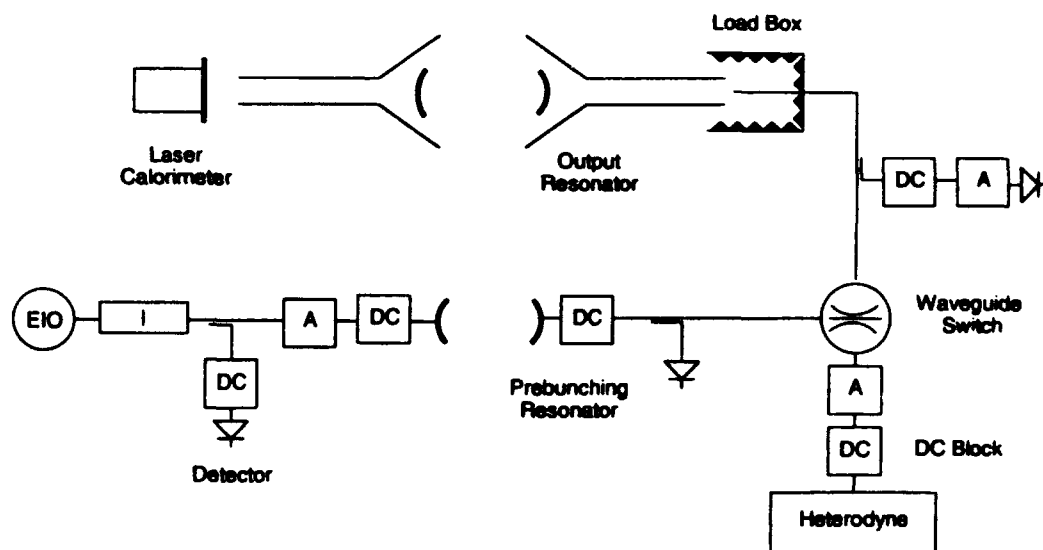 Load Box
Laser
Calorimeter
Output
Resonator
DC
A
EIO
I
A
DC
DC
Waveguide
Switch
DC
Prebunching
Resonator
A
Detector
DC
DC Block
Heterodyne